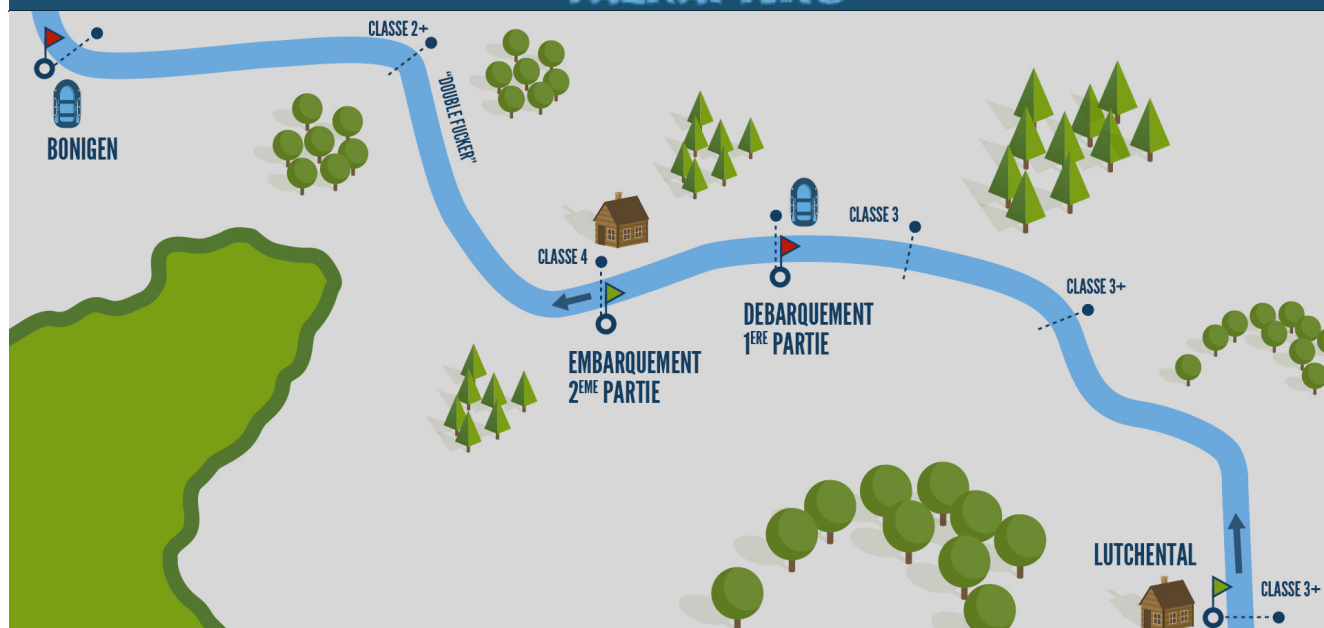 CLASSE 2+
"DOUBLE FUCKER"
BONIGEN
CLASSE 3
CLASSE 4
CLASSE 3+
DEBARQUEMENT
1ERE PARTIE
EMBARQUEMENT
2EME PARTIE
LUTCHENTAL
CLASSE 3+